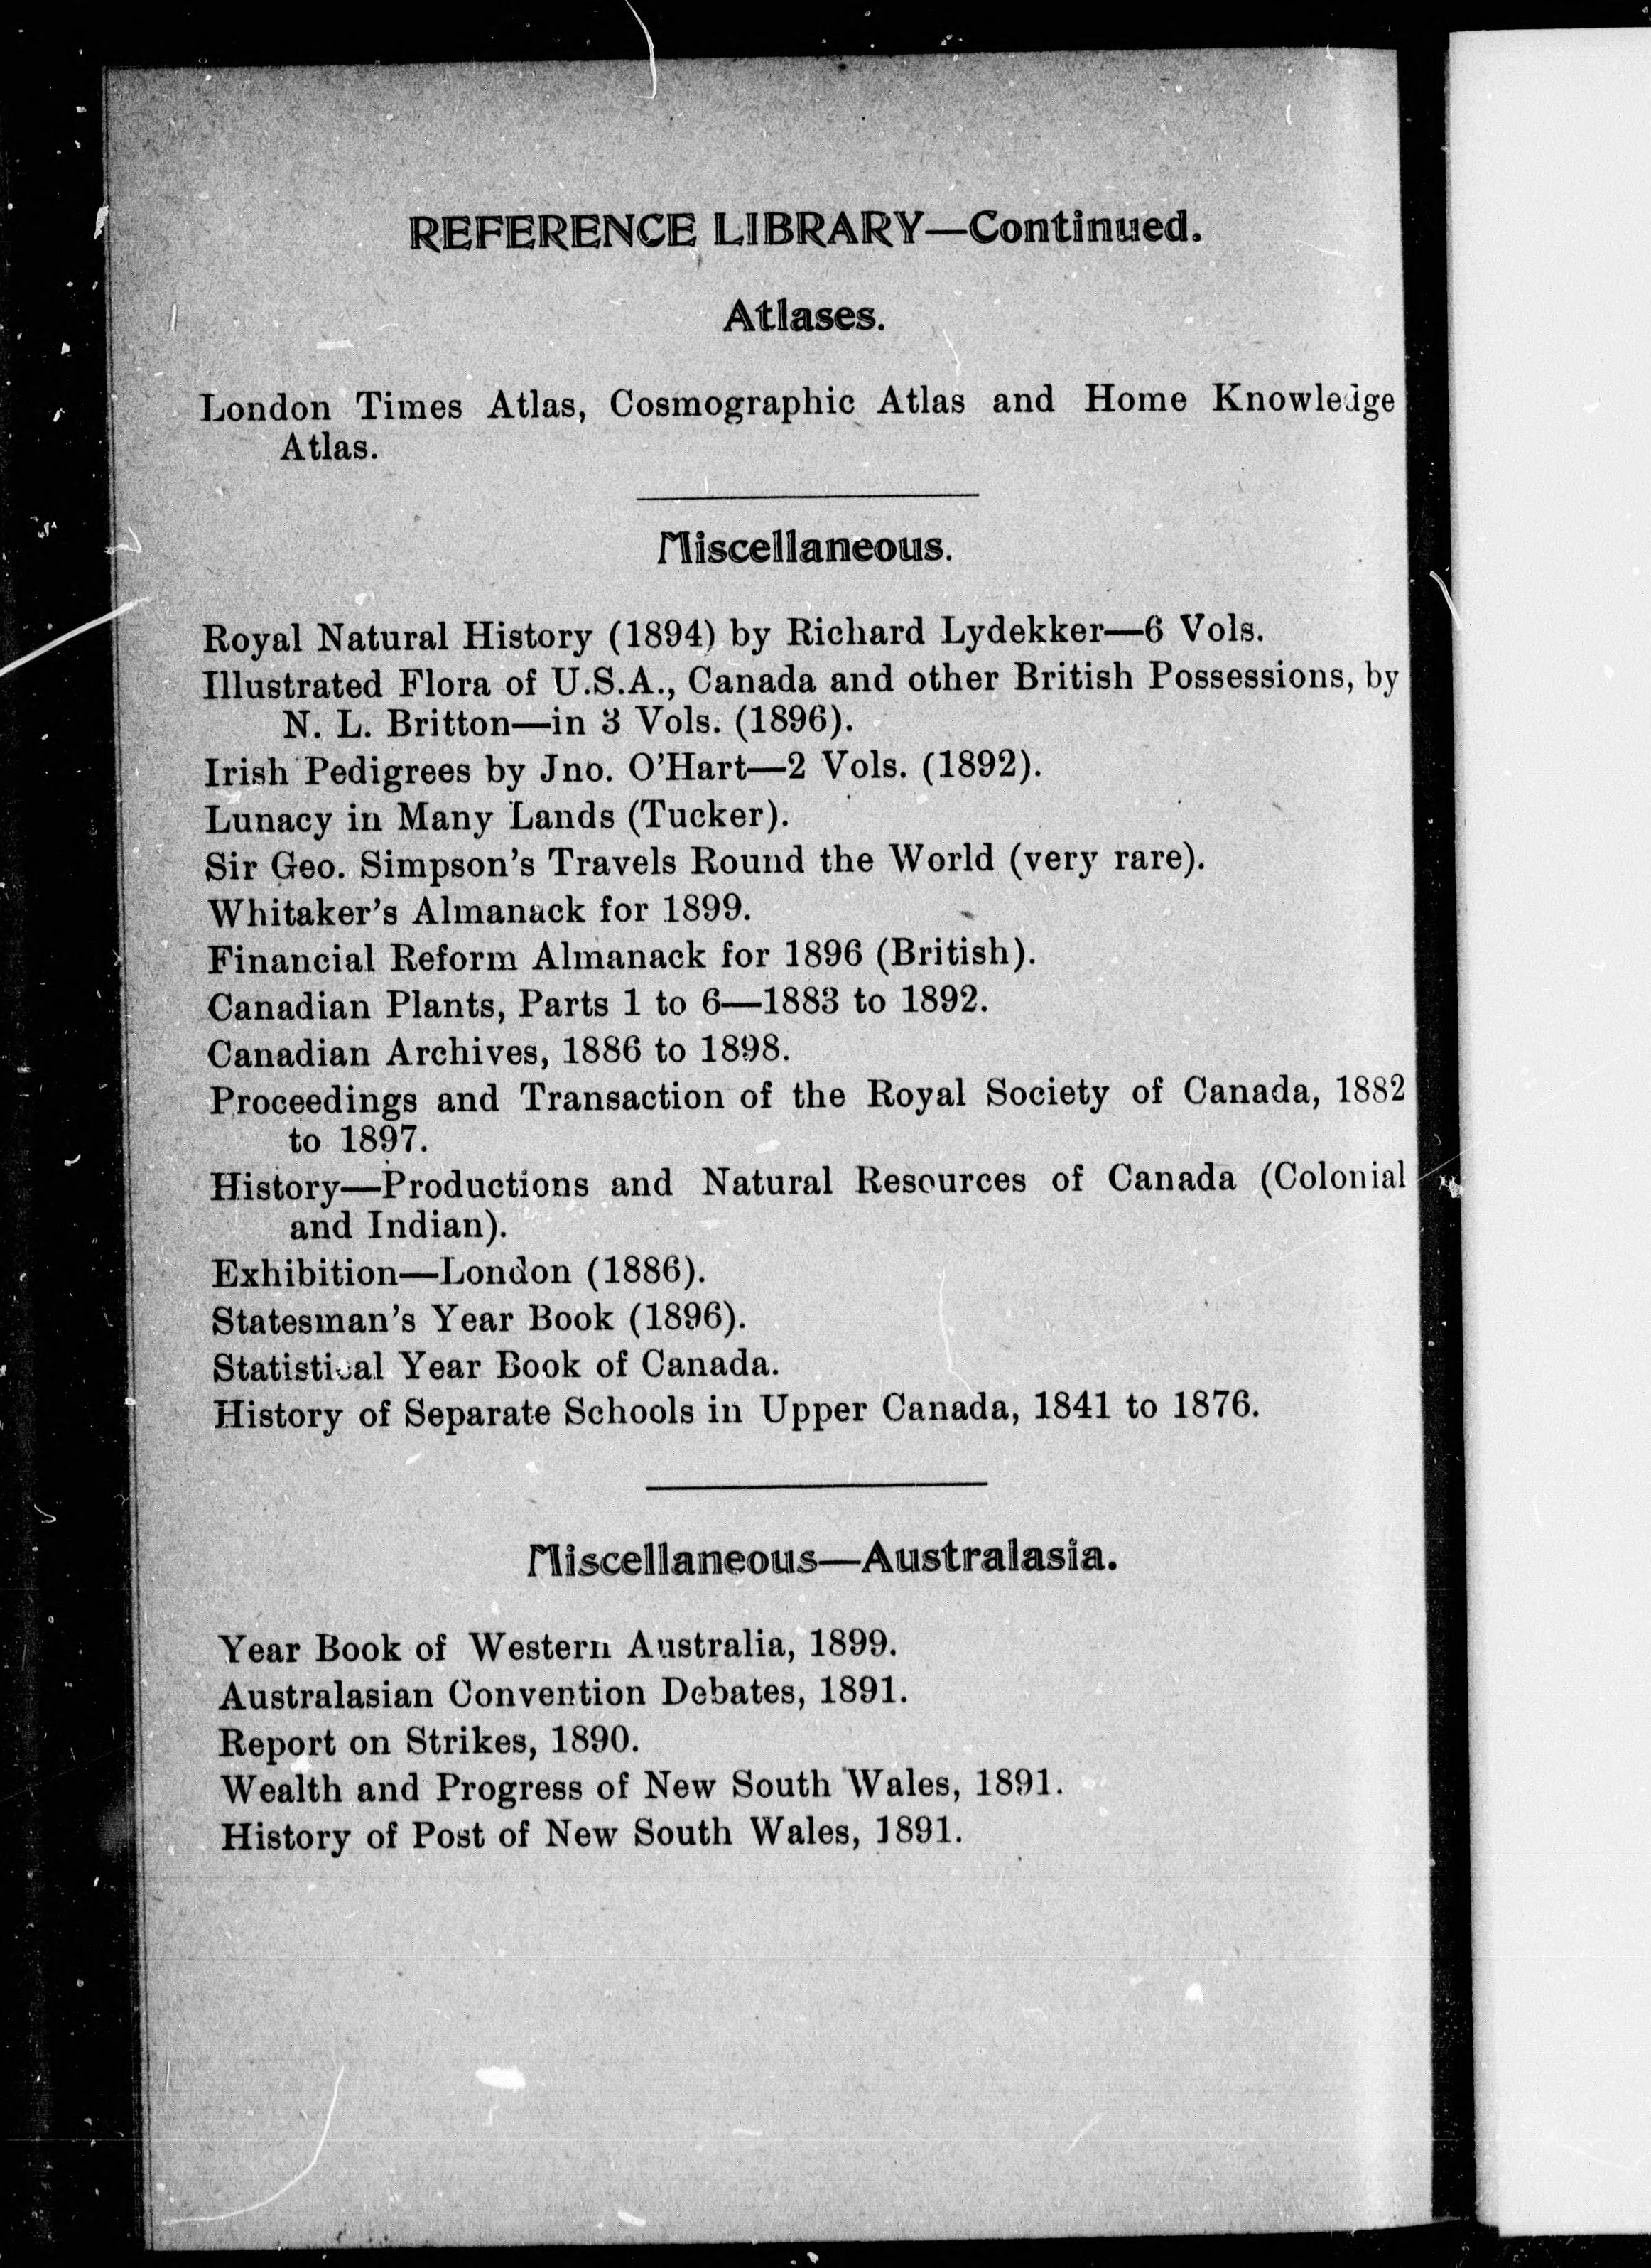 REFERENCE LIBRARY—Continued.
Atlases.
London Times Atlas, Cosmographic Atlas and Home Knowledge
Atlas.
Miscellaneous.
Royal Natural History (1894) by Richard Lydekker—6 Vols.
Illustrated Flora of U.S.A., Canada and other British Possessions, by
N. L. Britton—in 3 Vols. (1896).
Irish Pedigrees by Jno. O'Hart—2 Vols. (1892).
Lunacy in Many Lands (Tucker).
Sir Geo. Simpson's Travels Round the World (very rare).
Whitaker's Almanack for 1899.
Financial Reform Almanack for 1896 (British).
Canadian Plants, Parts 1 to 6—1883 to 1892.
Canadian Archives, 1886 to 1898.
Proceedings and Transaction of the Royal Society of Canada, 1882
to 1897.
History—Productions and Natural Resources of Canada (Colonial
and Indian).
Exhibition—London (1886).
Statesman's Year Book (1896).
Statistical Year Book of Canada.
History of Separate Schools in Upper Canada, 1841 to 1876.
Miscellaneous—Australasia.
Year Book of Western Australia, 1899.
Australasian Convention Debates, 1891.
Report on Strikes, 1890.
Wealth and Progress of New South Wales, 1891.
History of Post of New South Wales, 1891.